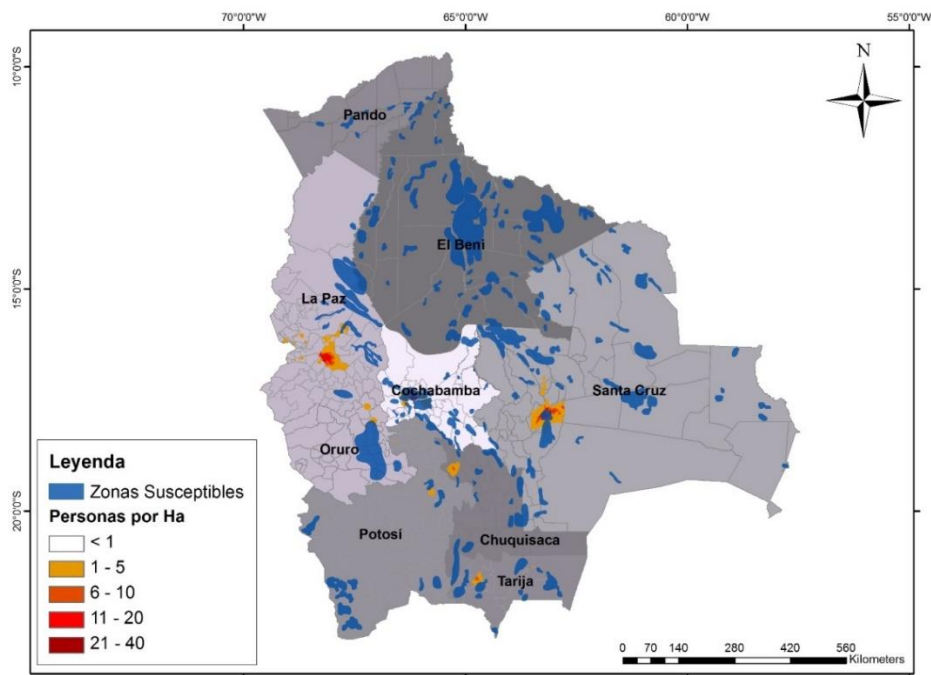 70°0'0"W 65°0'0"W 60°0'0"W 55°0'0"W
10°0'0"S
N
Pando
El Beni
15°0'0"S
La Paz
Cochabamba
Santa Cruz
Oruro
20°0'0"S
Potosí
Chuquisaca
Tarija
Leyenda
Zonas Susceptibles
Personas por Ha
< 1
1 - 5
6 - 10
11 - 20
21 - 40
0 70 140 280 420 560
Kilometers